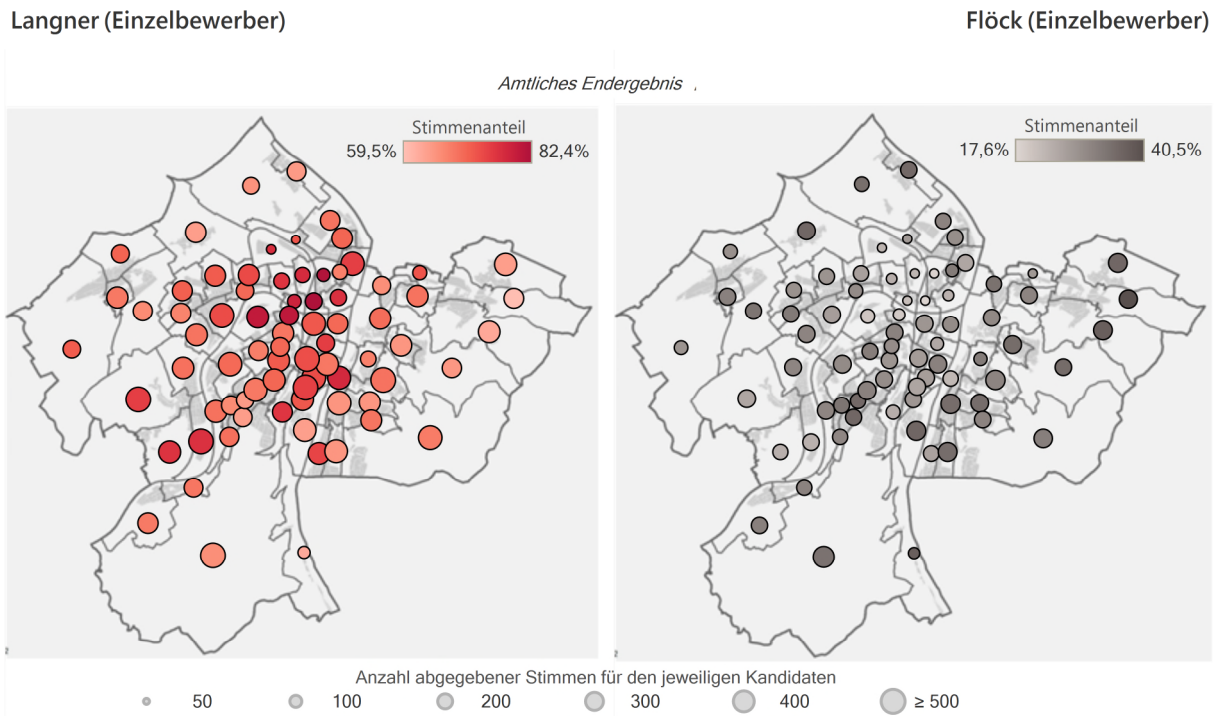 Langner (Einzelbewerber)
Flöck (Einzelbewerber)
Amtliches Endergebnis
Stimmenanteil
59,5% 82,4%
Stimmenanteil
17,6% 40,5%
Anzahl abgegebener Stimmen für den jeweiligen Kandidaten
50 100 200 300 400 ≥ 500